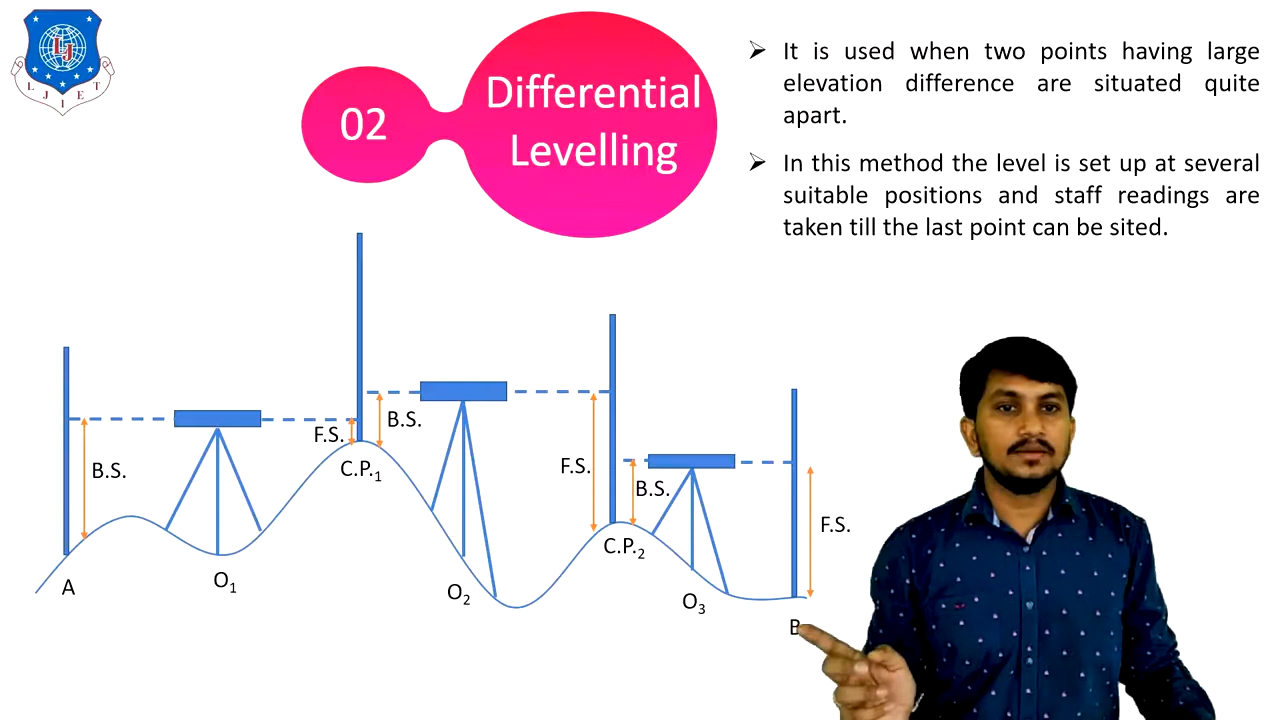 LJ
L J I E T
02
Differential
Levelling
➢ It is used when two points having large
elevation difference are situated quite
apart.
➢ In this method the level is set up at several
suitable positions and staff readings are
taken till the last point can be sited.
B.S.
F.S.
B.S.
F.S.
B.S.
F.S.
A
O₁
C.P.₁
O₂
C.P.₂
O₃
B